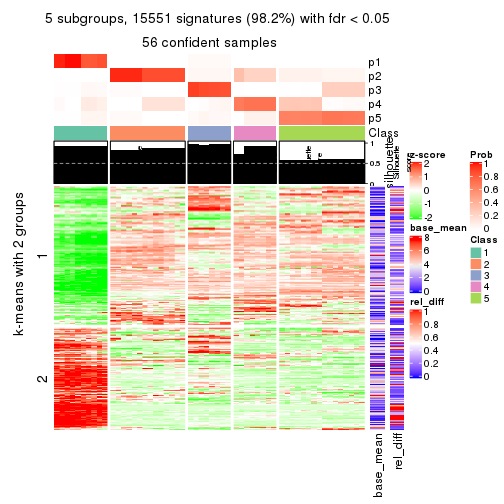 5 subgroups, 15551 signatures (98.2%) with fdr < 0.05
56 confident samples
p1
p2
p3
p4
p5
Class
1
0.5
0
silhouette
k-means with 2 groups
1
2
base_mean
rel_diff
z-score
2
1
0
-1
-2
base_mean
8
6
4
2
0
rel_diff
1
0.8
0.6
0.4
0.2
0
Prob
1
0.8
0.6
0.4
0.2
0
Class
1
2
3
4
5